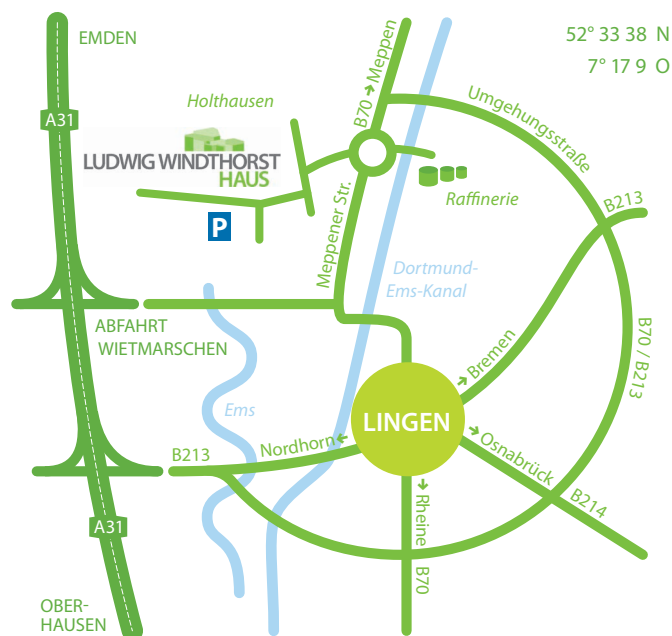 EMDEN
52° 33 38 N
7° 17 9 O
B70 → Meppen
Holthausen
A31
Umgehungsstraße
LUDWIG WINDTHORST
HAUS
Raffinerie
B213
P
Meppener Str.
Dortmund-
Ems-Kanal
ABFAHRT
WIETMARSCHEN
B70 / B213
→ Bremen
Ems
LINGEN
B213
Nordhorn ←
→ Osnabrück
B214
→ Rheine
B70
A31
OBER-
HAUSEN